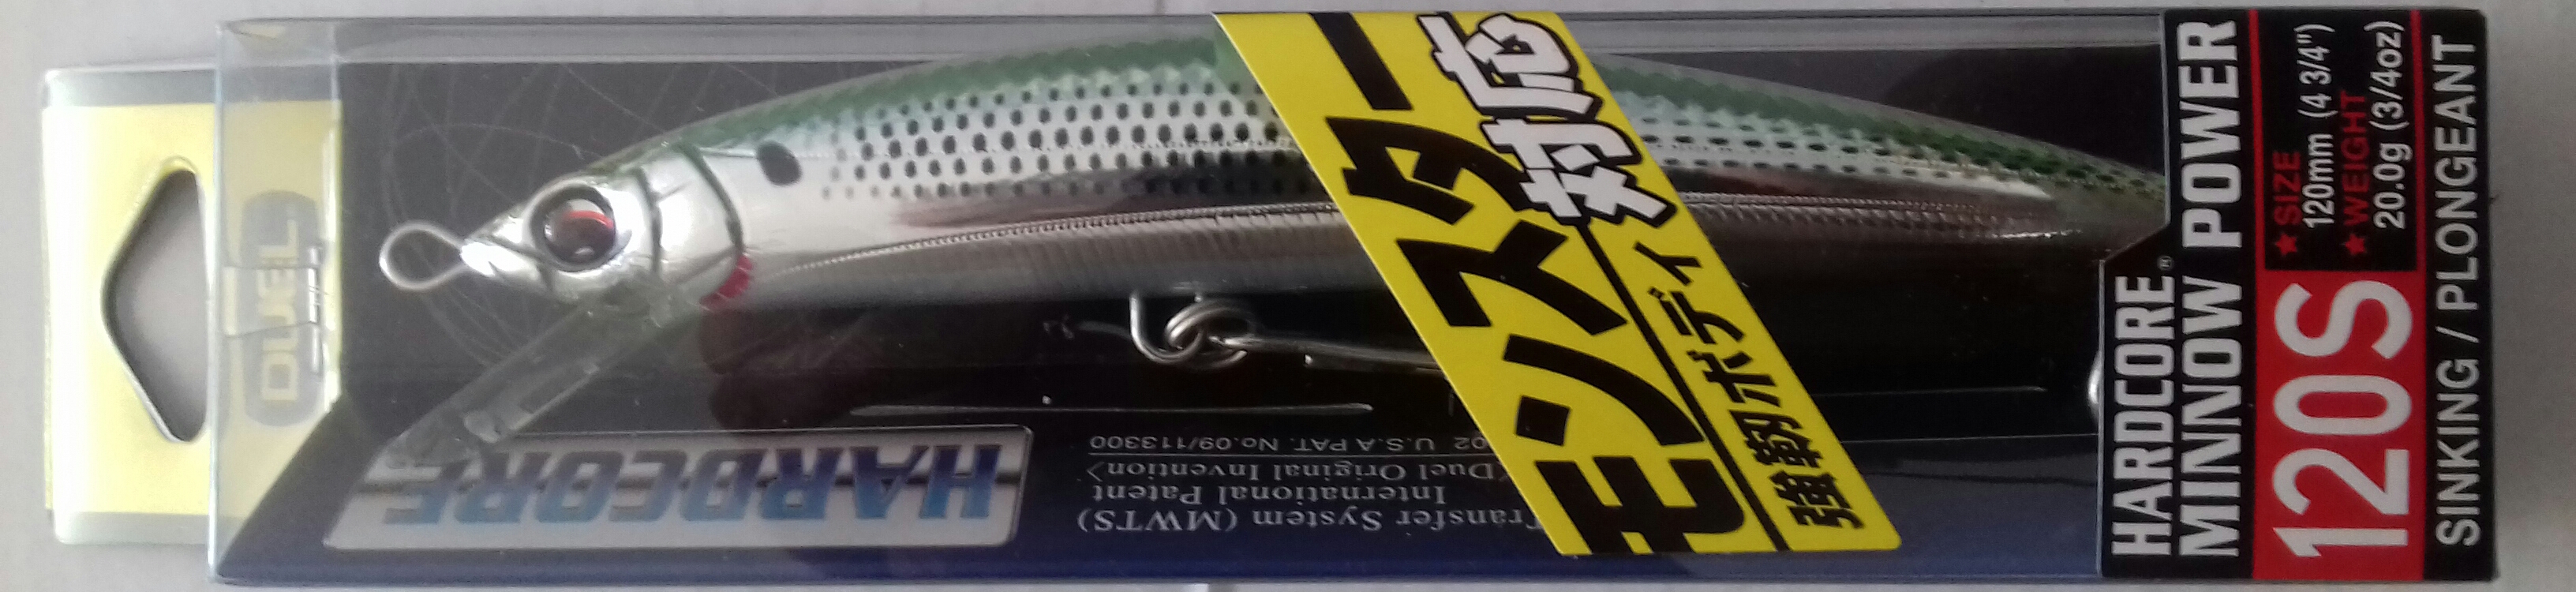 DUEL
HARDCORE
Transfer System (MWTS)
International Patent
<Duel Original Invention>
U.S.A PAT. No.09/113300
モンスター
対応
強靭ボディ
HARDCORE®
MINNOW POWER
120S
★SIZE
120mm (4 3/4")
★WEIGHT
20.0g (3/4oz)
SINKING / PLONGEANT